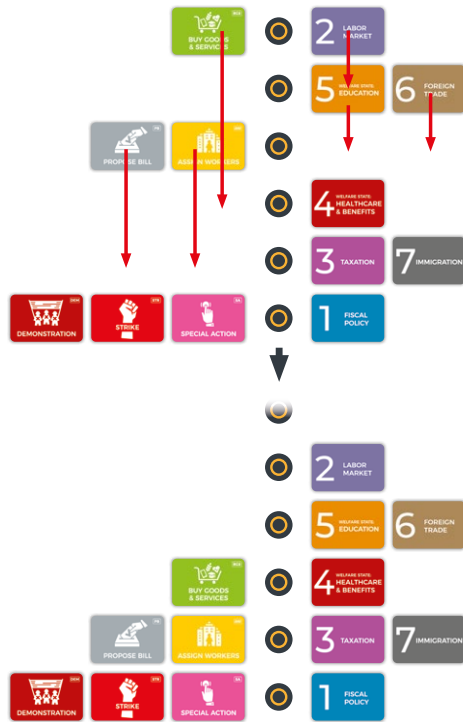 BUY GOODS
& SERVICES
2 LABOR
MARKET
5 WELFARE STATE:
EDUCATION
6 FOREIGN
TRADE
PROPOSE BILL
ASSIGN WORKERS
4 WELFARE STATE:
HEALTHCARE
& BENEFITS
3 TAXATION
7 IMMIGRATION
DEMONSTRATION
STRIKE
SPECIAL ACTION
1 FISCAL
POLICY
2 LABOR
MARKET
5 WELFARE STATE:
EDUCATION
6 FOREIGN
TRADE
BUY GOODS
& SERVICES
4 WELFARE STATE:
HEALTHCARE
& BENEFITS
PROPOSE BILL
ASSIGN WORKERS
3 TAXATION
7 IMMIGRATION
DEMONSTRATION
STRIKE
SPECIAL ACTION
1 FISCAL
POLICY